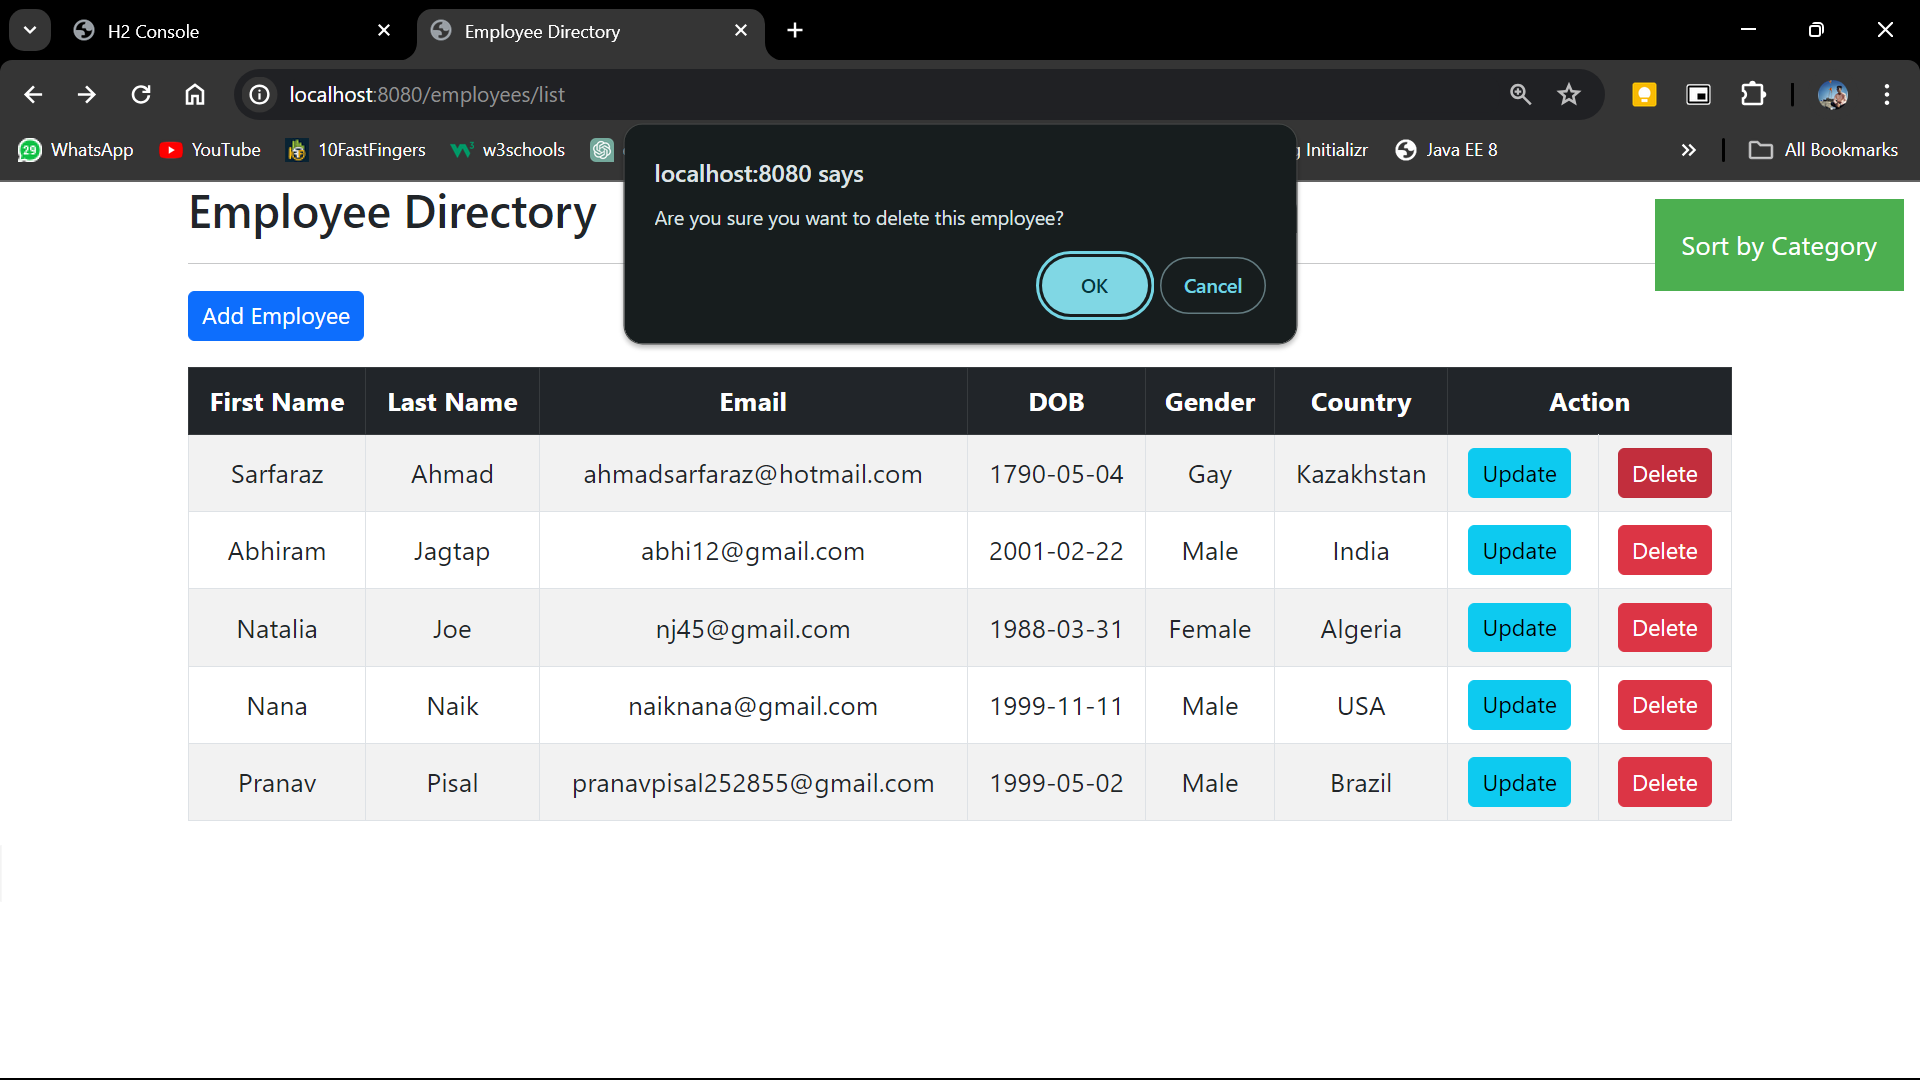 H2 Console
Employee Directory
localhost:8080/employees/list
29 WhatsApp YouTube 10FastFingers w3schools Initializr Java EE 8 » All Bookmarks
localhost:8080 says
Are you sure you want to delete this employee?
OK Cancel
Employee Directory
Sort by Category
Add Employee
First Name Last Name Email DOB Gender Country Action
Sarfaraz Ahmad ahmadsarfaraz@hotmail.com 1790-05-04 Gay Kazakhstan Update Delete
Abhiram Jagtap abhi12@gmail.com 2001-02-22 Male India Update Delete
Natalia Joe nj45@gmail.com 1988-03-31 Female Algeria Update Delete
Nana Naik naiknana@gmail.com 1999-11-11 Male USA Update Delete
Pranav Pisal pranavpisal252855@gmail.com 1999-05-02 Male Brazil Update Delete